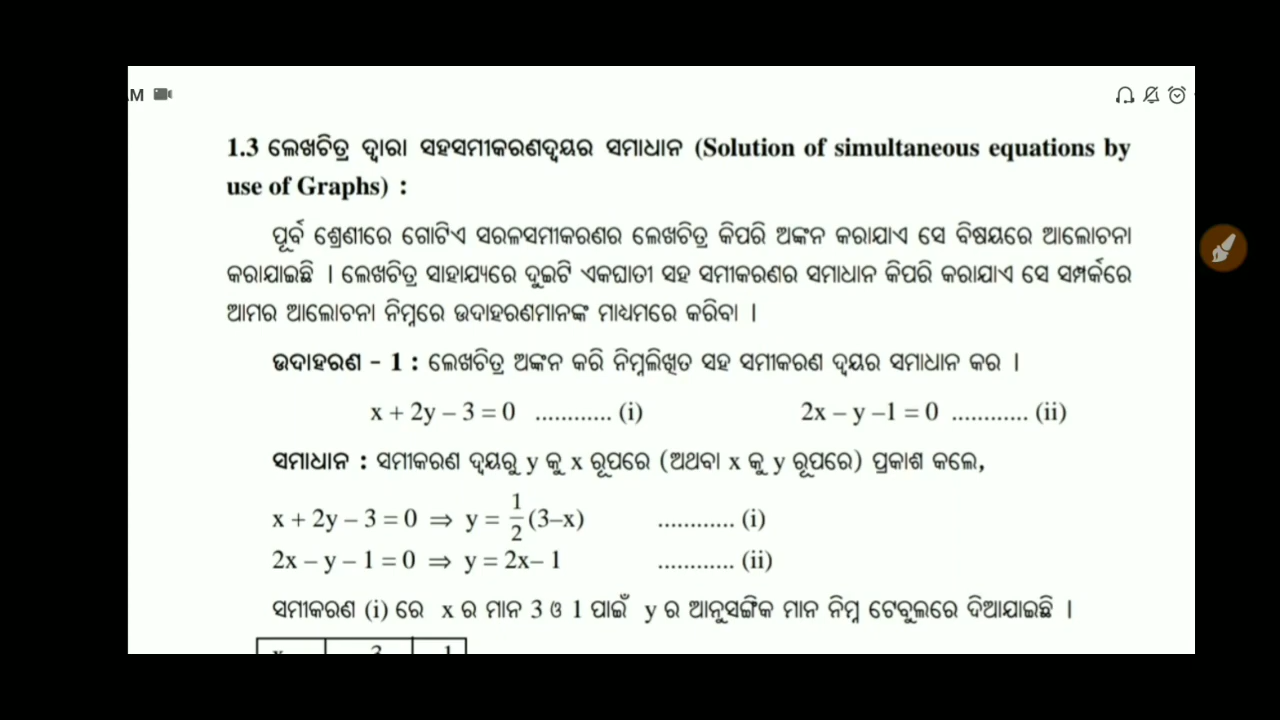 AM
1.3 ଲେଖଚିତ୍ର ଦ୍ୱାରା ସହସମୀକରଣଦ୍ୱୟର ସମାଧାନ (Solution of simultaneous equations by
use of Graphs) :
ପୂର୍ବ ଶ୍ରେଣୀରେ ଗୋଟିଏ ସରଳସମୀକରଣର ଲେଖଚିତ୍ର କିପରି ଅଙ୍କନ କରାଯାଏ ସେ ବିଷୟରେ ଆଲୋଚନା
କରାଯାଇଛି । ଲେଖଚିତ୍ର ସାହାଯ୍ୟରେ ଦୁଇଟି ଏକଘାତୀ ସହ ସମୀକରଣର ସମାଧାନ କିପରି କରାଯାଏ ସେ ସମ୍ପର୍କରେ
ଆମର ଆଲୋଚନା ନିମ୍ନରେ ଉଦାହରଣମାନଙ୍କ ମାଧ୍ୟମରେ କରିବା ।
ଉଦାହରଣ - 1 : ଲେଖଚିତ୍ର ଅଙ୍କନ କରି ନିମ୍ନଲିଖିତ ସହ ସମୀକରଣ ଦ୍ୱୟର ସମାଧାନ କର ।
x + 2y – 3 = 0 ............ (i) 2x – y –1 = 0 ............ (ii)
ସମାଧାନ : ସମୀକରଣ ଦ୍ୱୟରୁ y କୁ x ରୂପରେ (ଅଥବା x କୁ y ରୂପରେ) ପ୍ରକାଶ କଲେ,
x + 2y – 3 = 0 ⇒ y = 1/2 (3–x) ............ (i)
2x – y – 1 = 0 ⇒ y = 2x– 1 ............ (ii)
ସମୀକରଣ (i) ରେ x ର ମାନ 3 ଓ 1 ପାଇଁ y ର ଆନୁସଙ୍ଗିକ ମାନ ନିମ୍ନ ଟେବୁଲରେ ଦିଆଯାଇଛି ।
x 3 1